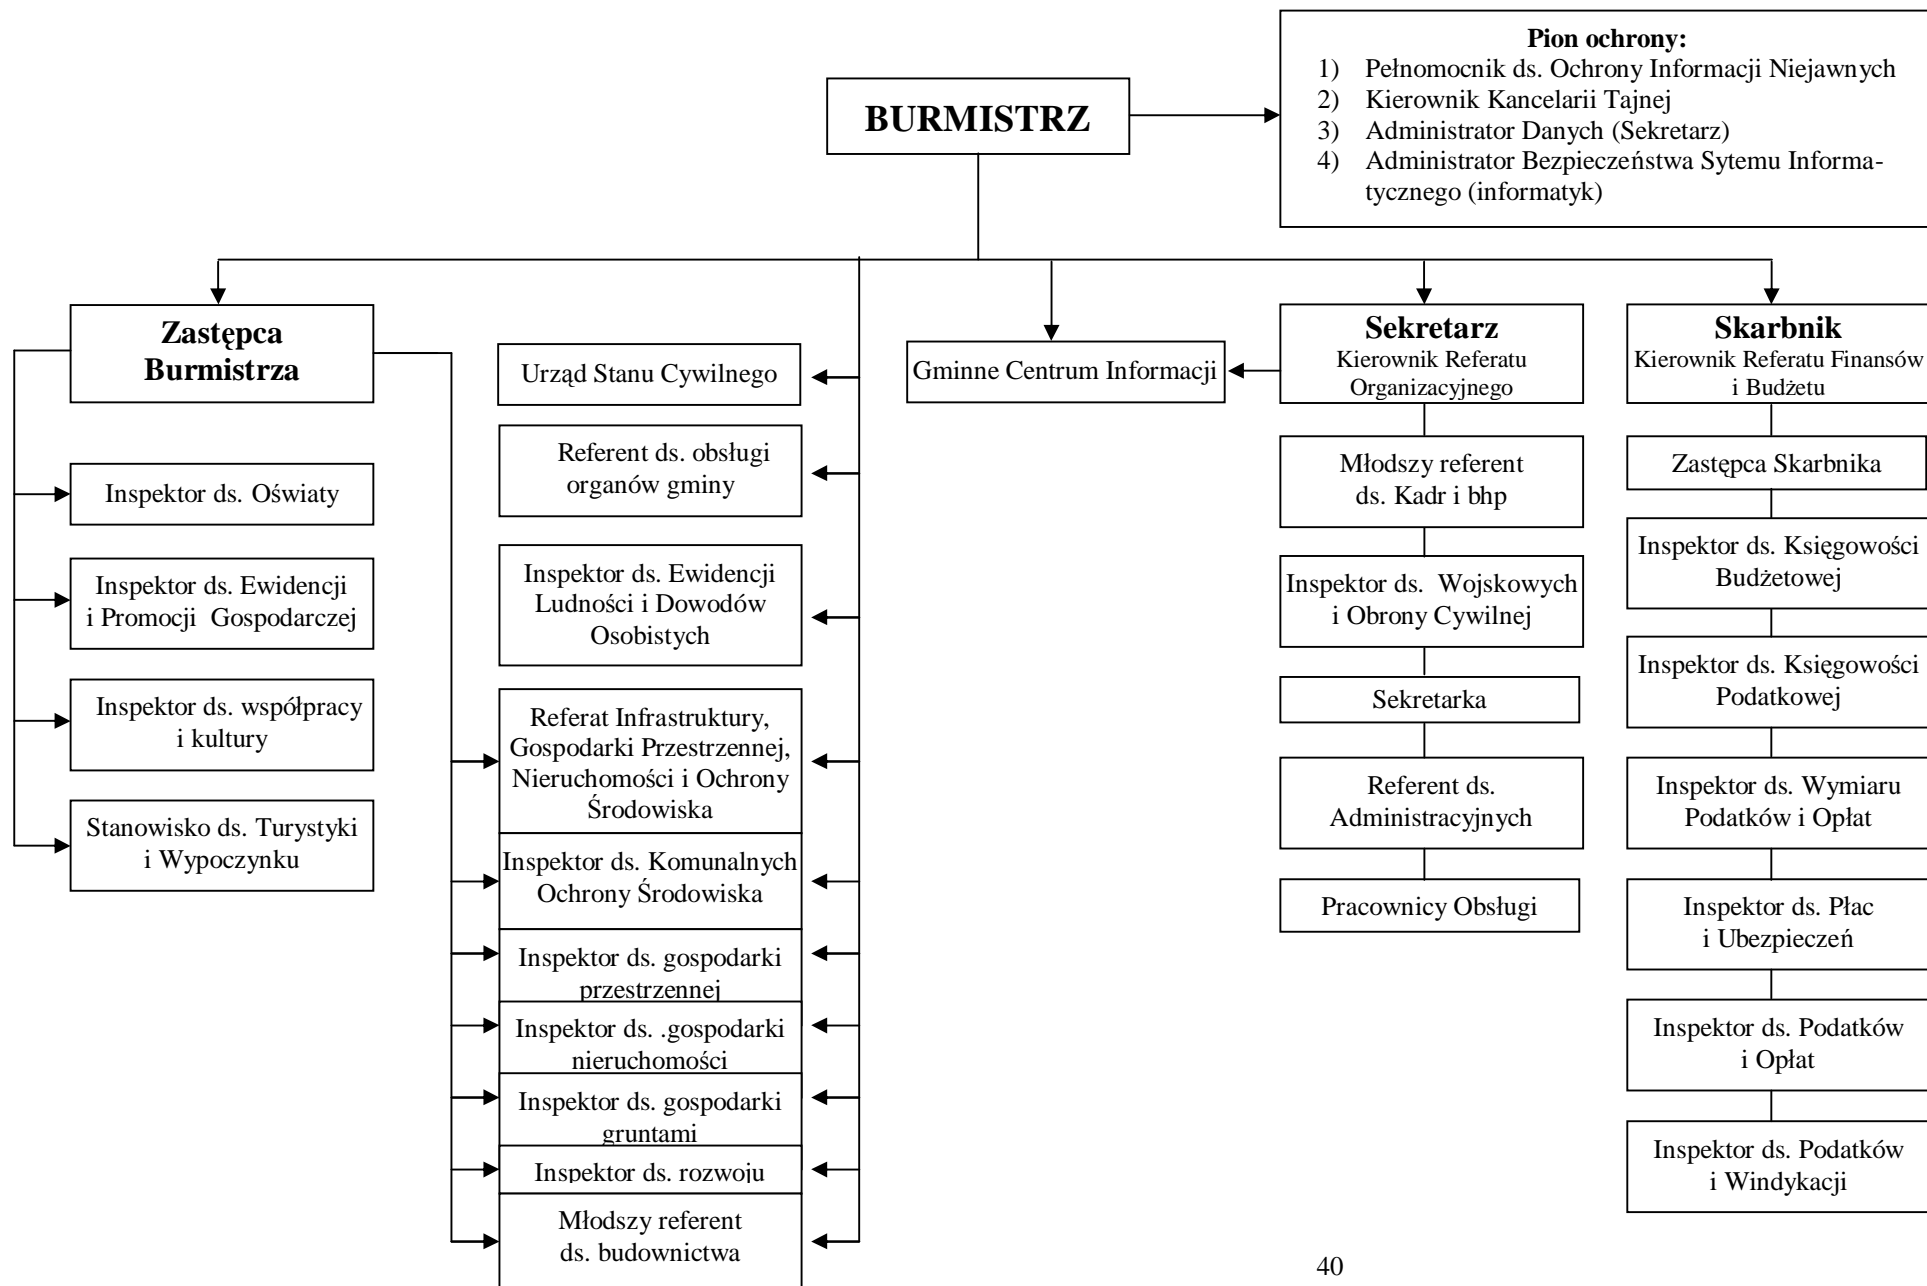 Pion ochrony:
1) Pełnomocnik ds. Ochrony Informacji Niejawnych
2) Kierownik Kancelarii Tajnej
3) Administrator Danych (Sekretarz)
4) Administrator Bezpieczeństwa Sytemu Informa-
tycznego (informatyk)
BURMISTRZ
Zastępca
Burmistrza
Inspektor ds. Oświaty
Inspektor ds. Ewidencji
i Promocji Gospodarczej
Inspektor ds. współpracy
i kultury
Stanowisko ds. Turystyki
i Wypoczynku
Urząd Stanu Cywilnego
Referent ds. obsługi
organów gminy
Inspektor ds. Ewidencji
Ludności i Dowodów
Osobistych
Referat Infrastruktury,
Gospodarki Przestrzennej,
Nieruchomości i Ochrony
Środowiska
Inspektor ds. Komunalnych
Ochrony Środowiska
Inspektor ds. gospodarki
przestrzennej
Inspektor ds. .gospodarki
nieruchomości
Inspektor ds. gospodarki
gruntami
Inspektor ds. rozwoju
Młodszy referent
ds. budownictwa
Gminne Centrum Informacji
Sekretarz
Kierownik Referatu
Organizacyjnego
Młodszy referent
ds. Kadr i bhp
Inspektor ds. Wojskowych
i Obrony Cywilnej
Sekretarka
Referent ds.
Administracyjnych
Pracownicy Obsługi
Skarbnik
Kierownik Referatu Finansów
i Budżetu
Zastępca Skarbnika
Inspektor ds. Księgowości
Budżetowej
Inspektor ds. Księgowości
Podatkowej
Inspektor ds. Wymiaru
Podatków i Opłat
Inspektor ds. Płac
i Ubezpieczeń
Inspektor ds. Podatków
i Opłat
Inspektor ds. Podatków
i Windykacji
40